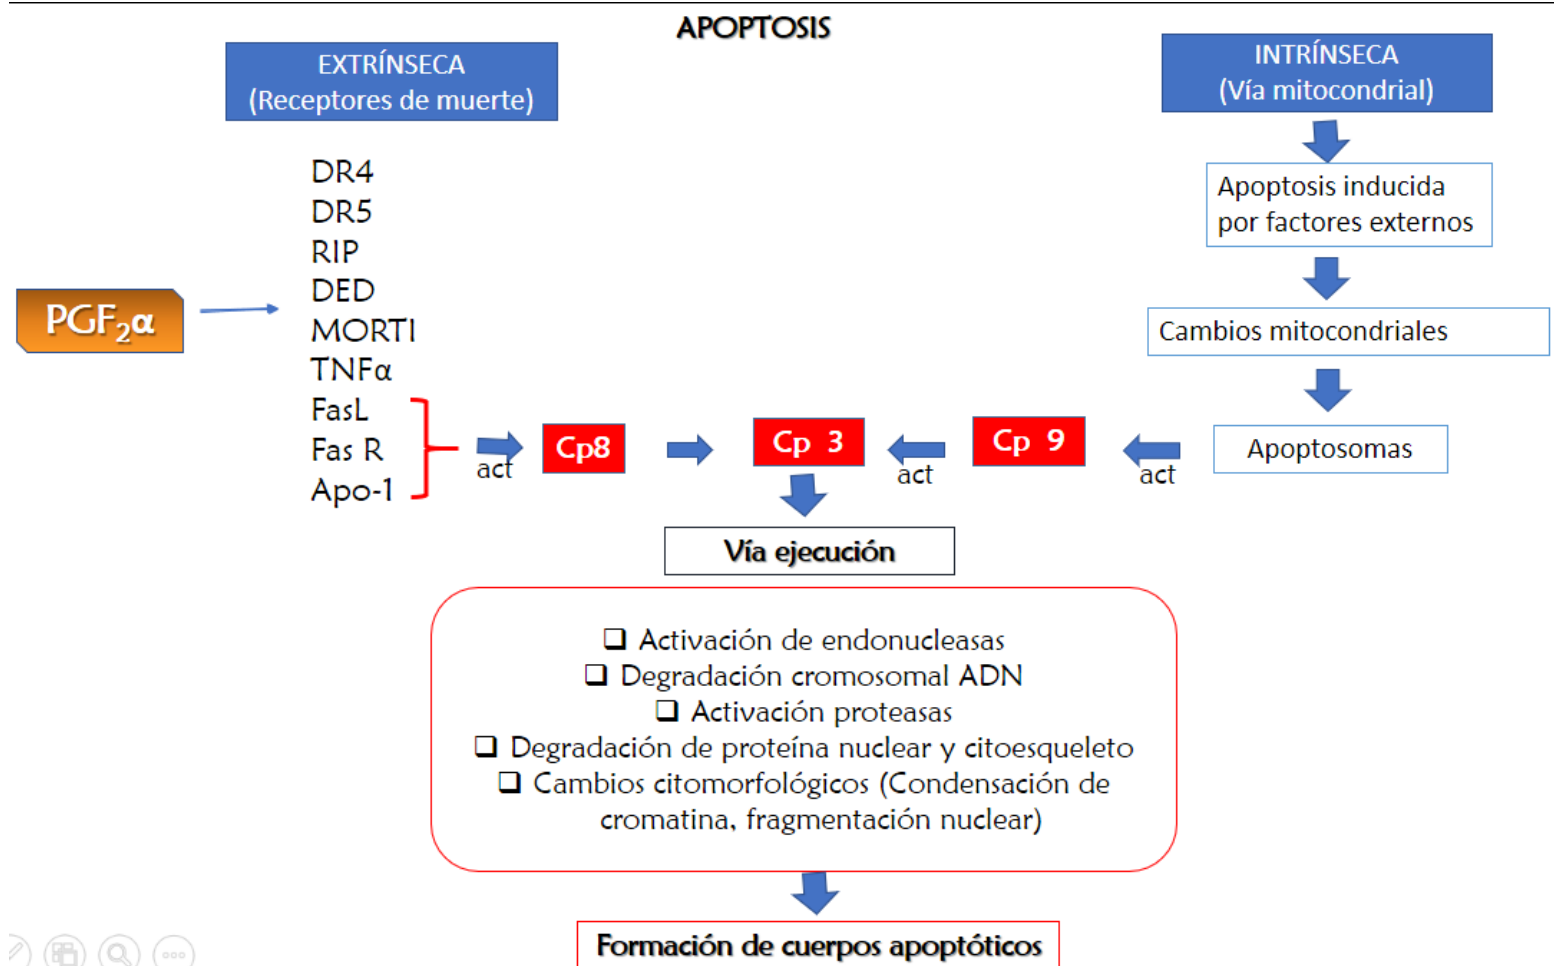 APOPTOSIS
EXTRÍNSECA
(Receptores de muerte)
INTRÍNSECA
(Vía mitocondrial)
DR4
DR5
RIP
DED
MORTI
TNFα
FasL
Fas R
Apo-1
PGF₂α
Apoptosis inducida
por factores externos
Cambios mitocondriales
act
Cp8
Cp 3
act
Cp 9
act
Apoptosomas
Vía ejecución
❑ Activación de endonucleasas
❑ Degradación cromosomal ADN
❑ Activación proteasas
❑ Degradación de proteína nuclear y citoesqueleto
❑ Cambios citomorfológicos (Condensación de
cromatina, fragmentación nuclear)
Formación de cuerpos apoptóticos